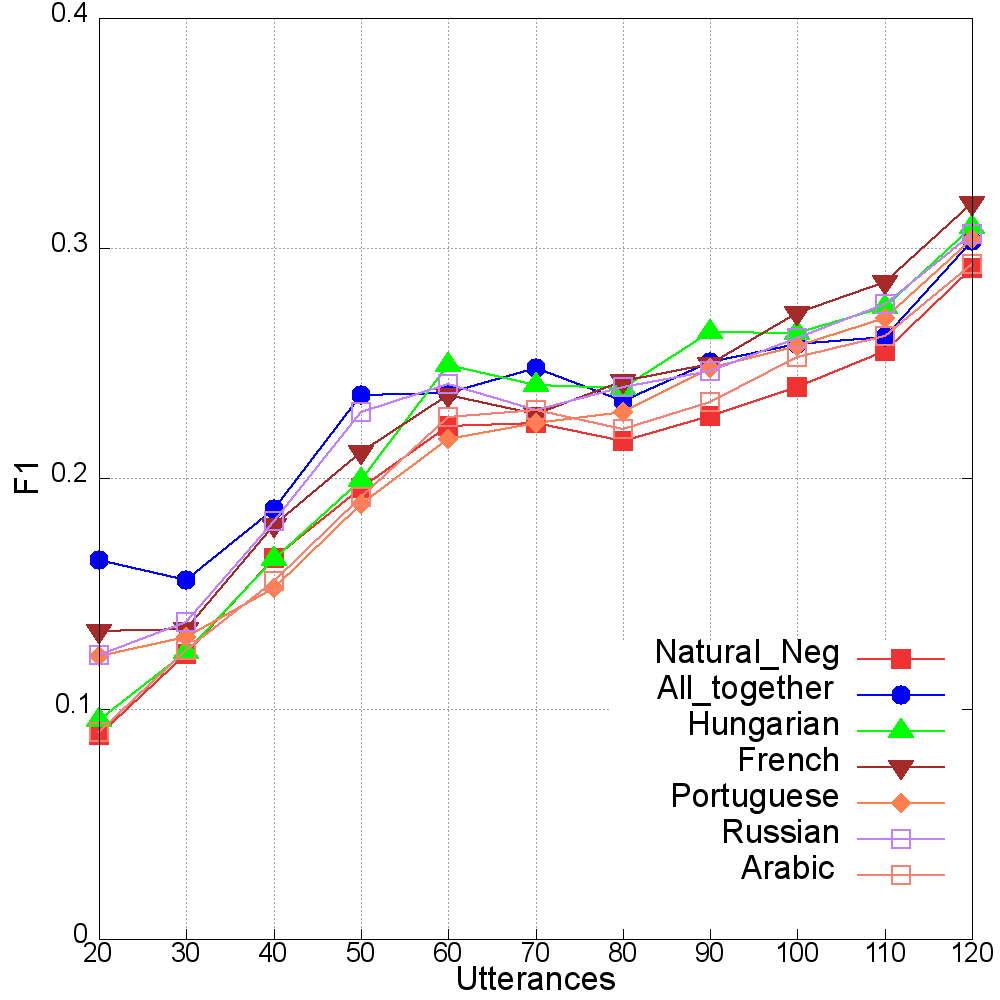 0.4
0.3
0.2
0.1
0
F1
20 30 40 50 60 70 80 90 100 110 120
Utterances
Natural_Neg
All_together
Hungarian
French
Portuguese
Russian
Arabic